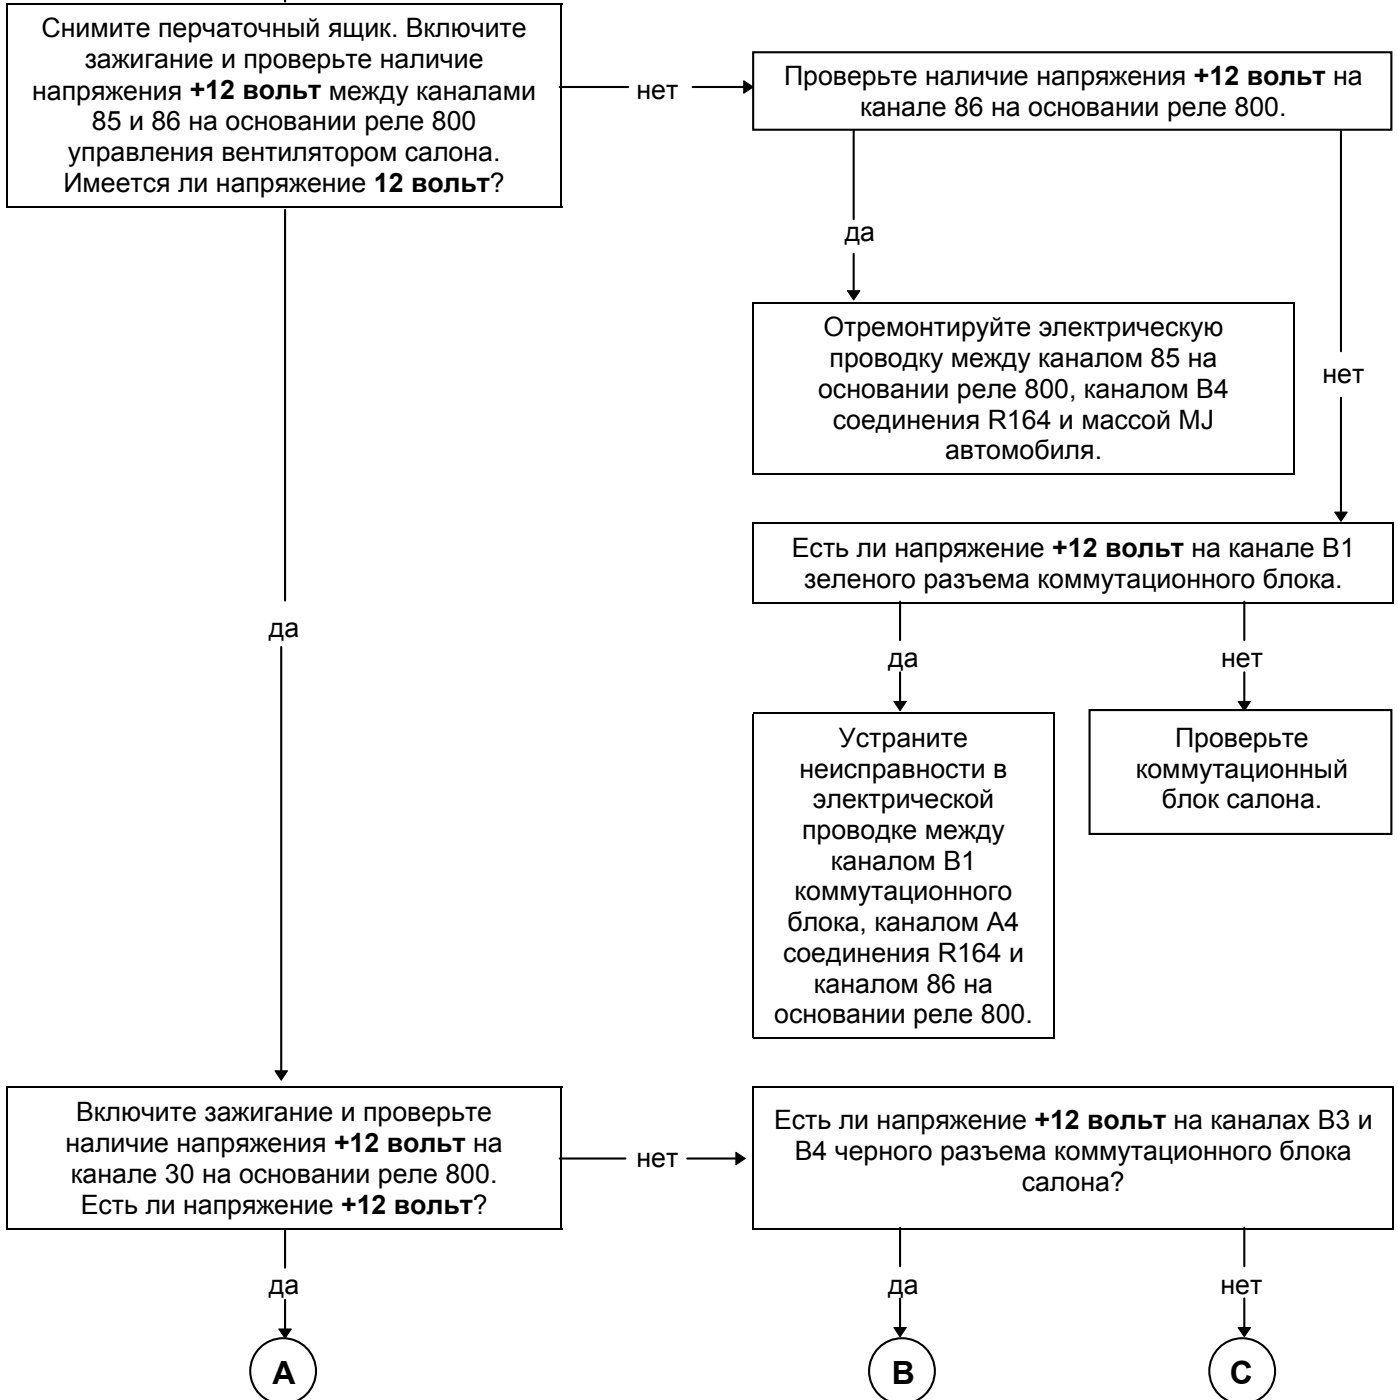 Снимите перчаточный ящик. Включите
зажигание и проверьте наличие
напряжения +12 вольт между каналами
85 и 86 на основании реле 800
управления вентилятором салона.
Имеется ли напряжение 12 вольт?
нет
Проверьте наличие напряжения +12 вольт на
канале 86 на основании реле 800.
да
Отремонтируйте электрическую
проводку между каналом 85 на
основании реле 800, каналом В4
соединения R164 и массой MJ
автомобиля.
нет
Есть ли напряжение +12 вольт на канале В1
зеленого разъема коммутационного блока.
да
да
нет
Устраните
неисправности в
электрической
проводке между
каналом В1
коммутационного
блока, каналом А4
соединения R164 и
каналом 86 на
основании реле 800.
Проверьте
коммутационный
блок салона.
Включите зажигание и проверьте
наличие напряжения +12 вольт на
канале 30 на основании реле 800.
Есть ли напряжение +12 вольт?
нет
Есть ли напряжение +12 вольт на каналах В3 и
В4 черного разъема коммутационного блока
салона?
да
да
нет
A
B
C